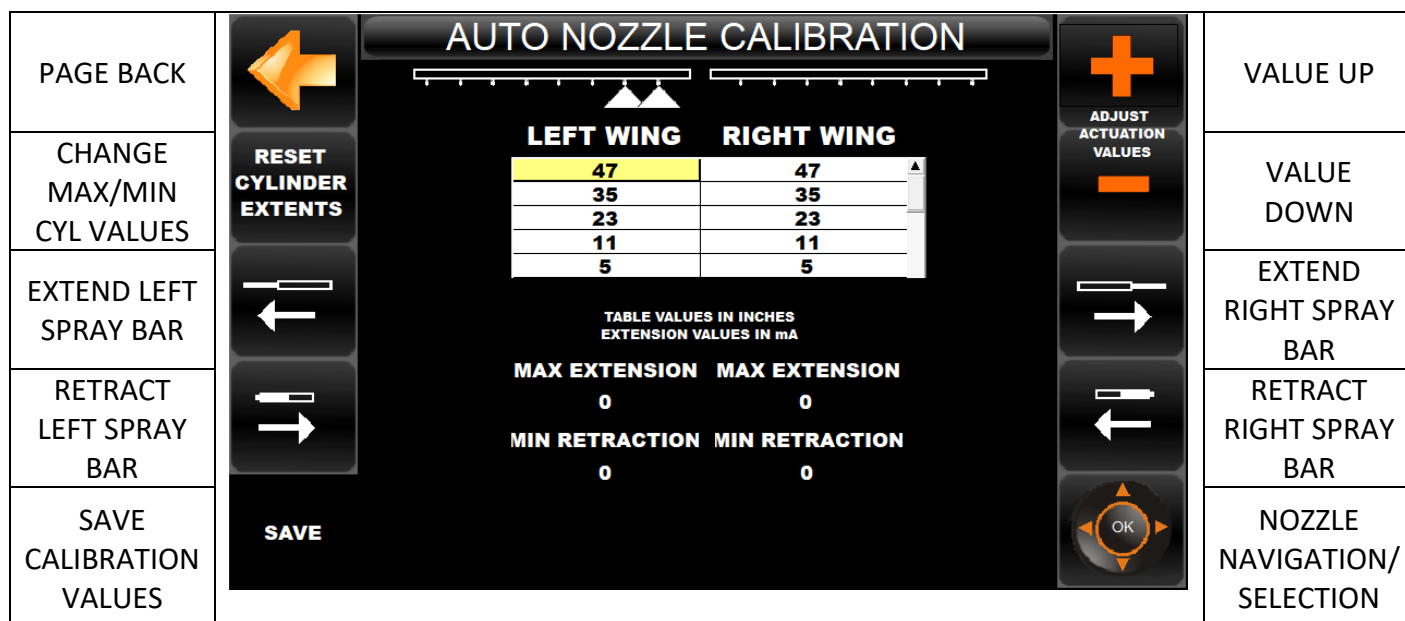 PAGE BACK
CHANGE
MAX/MIN
CYL VALUES
EXTEND LEFT
SPRAY BAR
RETRACT
LEFT SPRAY
BAR
SAVE
CALIBRATION
VALUES
AUTO NOZZLE CALIBRATION
RESET
CYLINDER
EXTENTS
SAVE
LEFT WING RIGHT WING
47 47
35 35
23 23
11 11
5 5
TABLE VALUES IN INCHES
EXTENSION VALUES IN mA
MAX EXTENSION MAX EXTENSION
0 0
MIN RETRACTION MIN RETRACTION
0 0
ADJUST
ACTUATION
VALUES
OK
VALUE UP
VALUE
DOWN
EXTEND
RIGHT SPRAY
BAR
RETRACT
RIGHT SPRAY
BAR
NOZZLE
NAVIGATION/
SELECTION